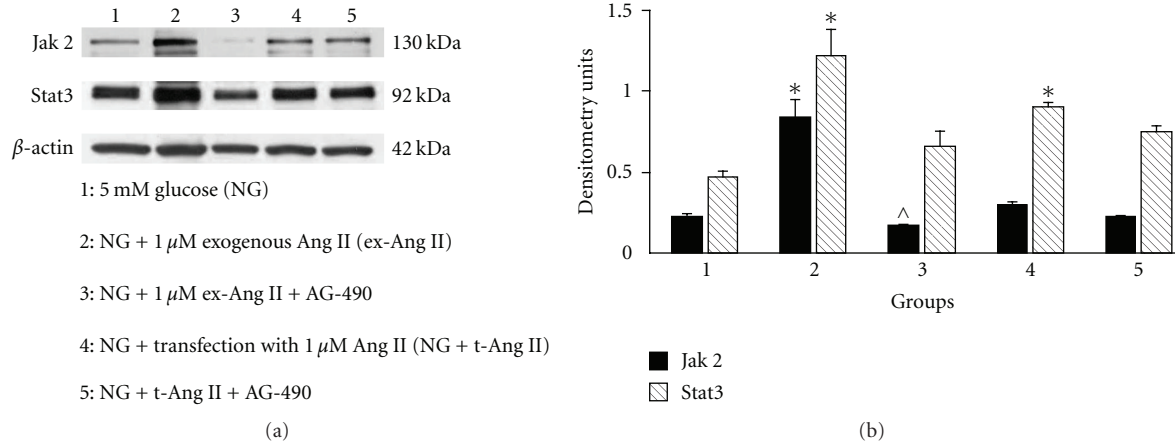 1 2 3 4 5
Jak 2 130 kDa
Stat3 92 kDa
β-actin 42 kDa
1: 5 mM glucose (NG)
2: NG + 1 μM exogenous Ang II (ex-Ang II)
3: NG + 1 μM ex-Ang II + AG-490
4: NG + transfection with 1 μM Ang II (NG + t-Ang II)
5: NG + t-Ang II + AG-490
(a)
Densitometry units
1.5
1
0.5
0
* *
^
*
1 2 3 4 5
Groups
Jak 2
Stat3
(b)